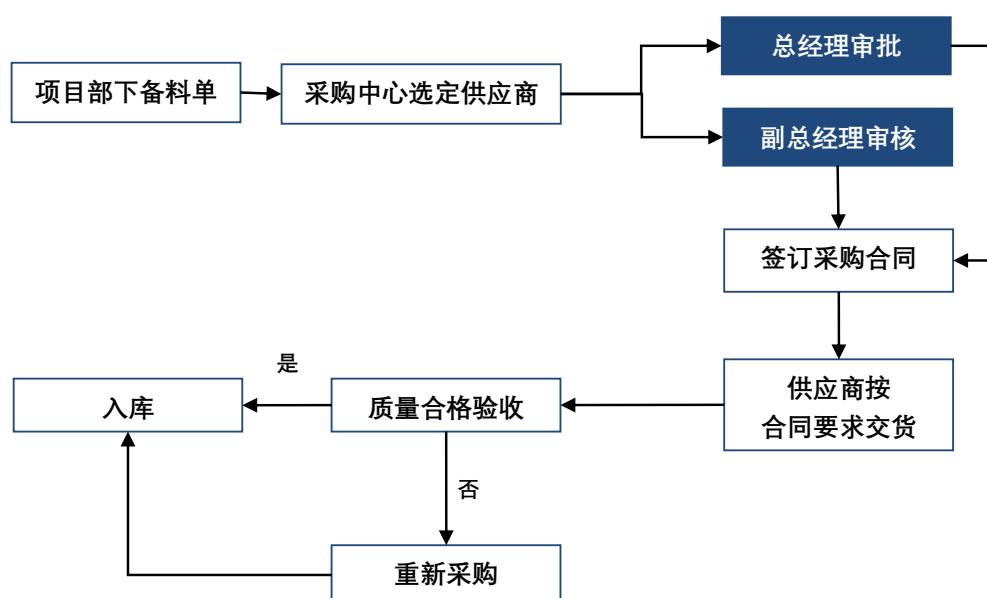 总经理审批
项目部下备料单
采购中心选定供应商
副总经理审核
签订采购合同
是
供应商按
合同要求交货
入库
质量合格验收
否
重新采购